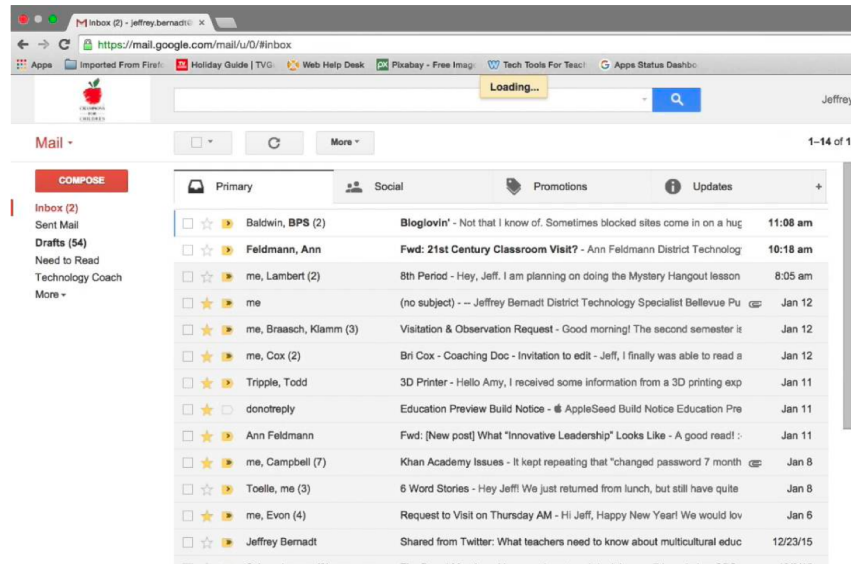 Inbox (2) - jeffrey.bernadt@
https://mail.google.com/mail/u/0/#inbox
Apps Imported From Firefo Holiday Guide | TVG Web Help Desk Pixabay - Free Imag Tech Tools For Teach Apps Status Dashbo
Loading...
CHAMPIONS
FOR
CHILDREN
Jeffrey
Mail
More
1–14 of 1
COMPOSE
Primary Social Promotions Updates +
Inbox (2)
Sent Mail
Drafts (54)
Need to Read
Technology Coach
More
Baldwin, BPS (2) Bloglovin' - Not that I know of. Sometimes blocked sites come in on a hug 11:08 am
Feldmann, Ann Fwd: 21st Century Classroom Visit? - Ann Feldmann District Technolog 10:18 am
me, Lambert (2) 8th Period - Hey, Jeff. I am planning on doing the Mystery Hangout lesson 8:05 am
me (no subject) - -- Jeffrey Bernadt District Technology Specialist Bellevue Pu Jan 12
me, Braasch, Klamm (3) Visitation & Observation Request - Good morning! The second semester is Jan 12
me, Cox (2) Bri Cox - Coaching Doc - Invitation to edit - Jeff, I finally was able to read a Jan 12
Tripple, Todd 3D Printer - Hello Amy, I received some information from a 3D printing exp Jan 11
donotreply Education Preview Build Notice - AppleSeed Build Notice Education Pre Jan 11
Ann Feldmann Fwd: [New post] What "Innovative Leadership" Looks Like - A good read! :- Jan 11
me, Campbell (7) Khan Academy Issues - It kept repeating that "changed password 7 month Jan 8
Toelle, me (3) 6 Word Stories - Hey Jeff! We just returned from lunch, but still have quite Jan 8
me, Evon (4) Request to Visit on Thursday AM - Hi Jeff, Happy New Year! We would lov Jan 6
Jeffrey Bernadt Shared from Twitter: What teachers need to know about multicultural educ 12/23/15